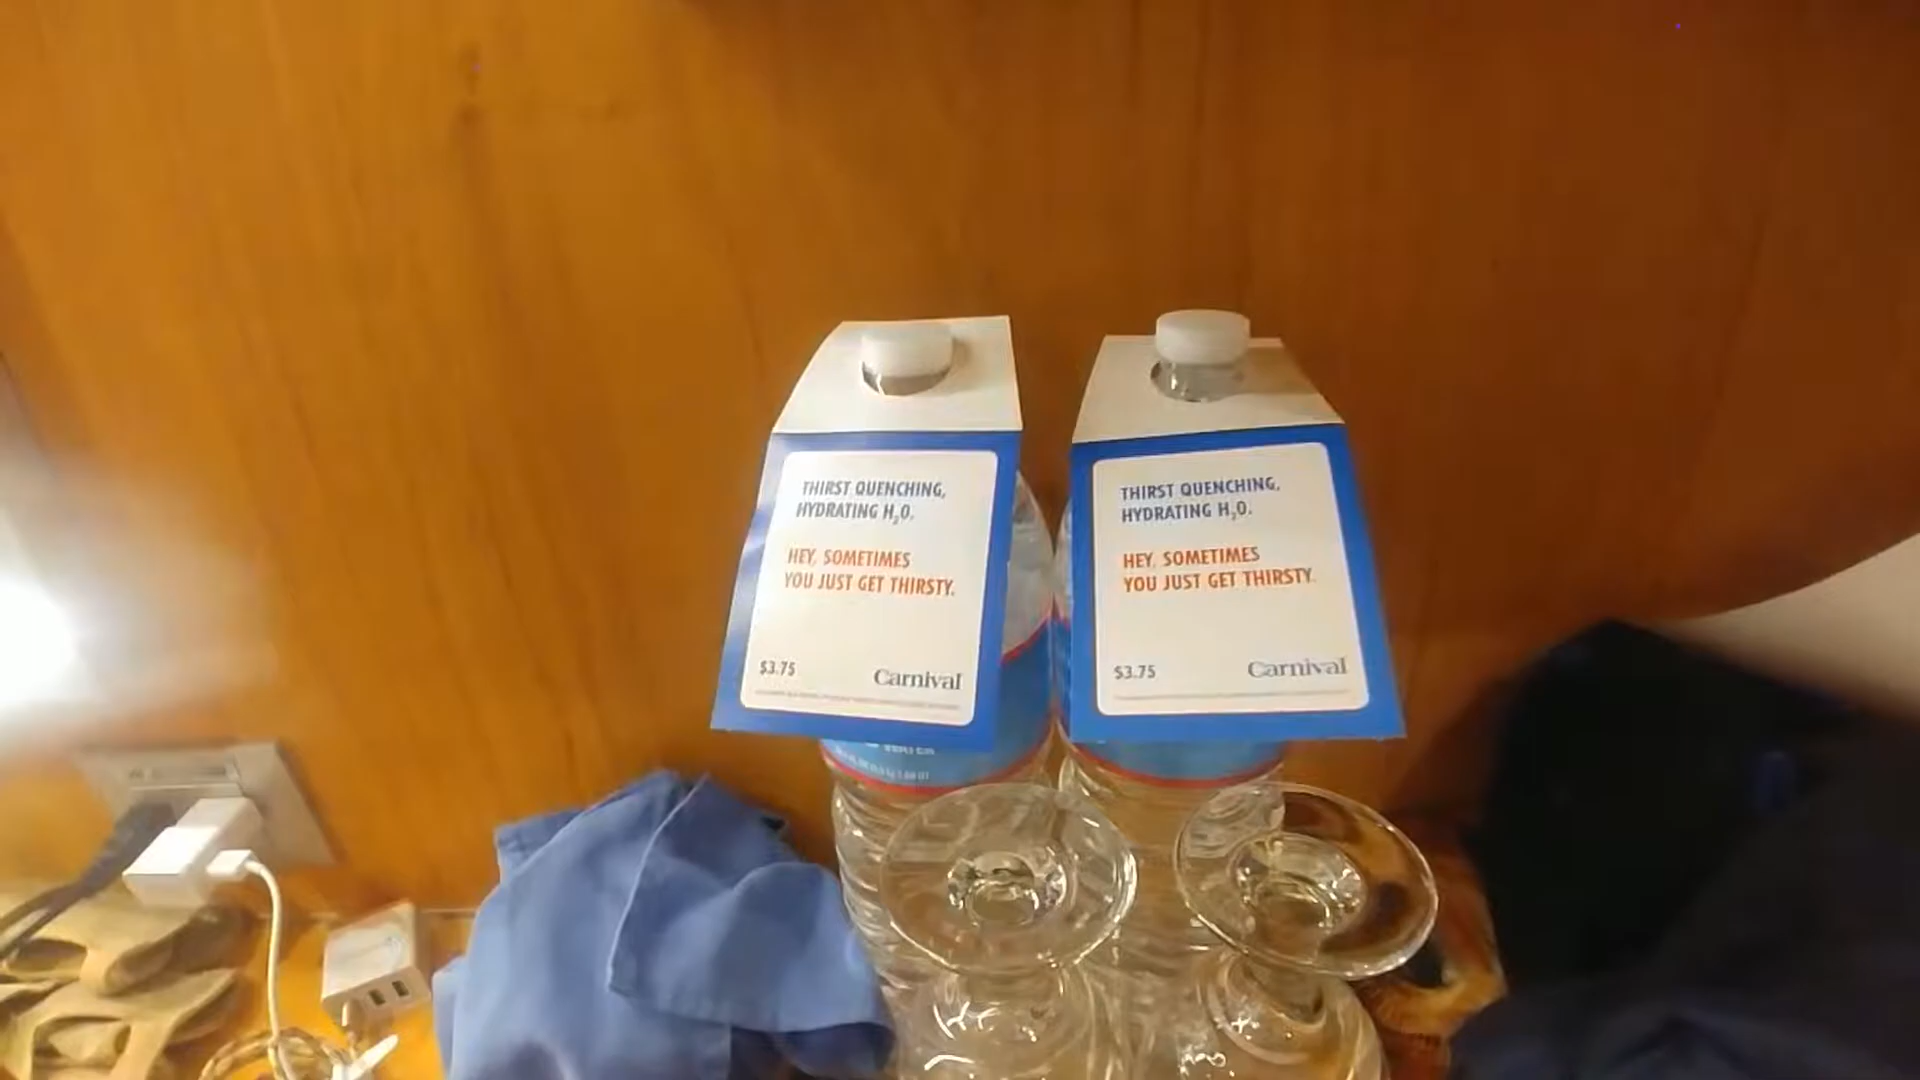 THIRST QUENCHING,
HYDRATING H₂O.
HEY, SOMETIMES
YOU JUST GET THIRSTY.
$3.75
Carnival
WATER
THIRST QUENCHING,
HYDRATING H₂O.
HEY, SOMETIMES
YOU JUST GET THIRSTY.
$3.75
Carnival